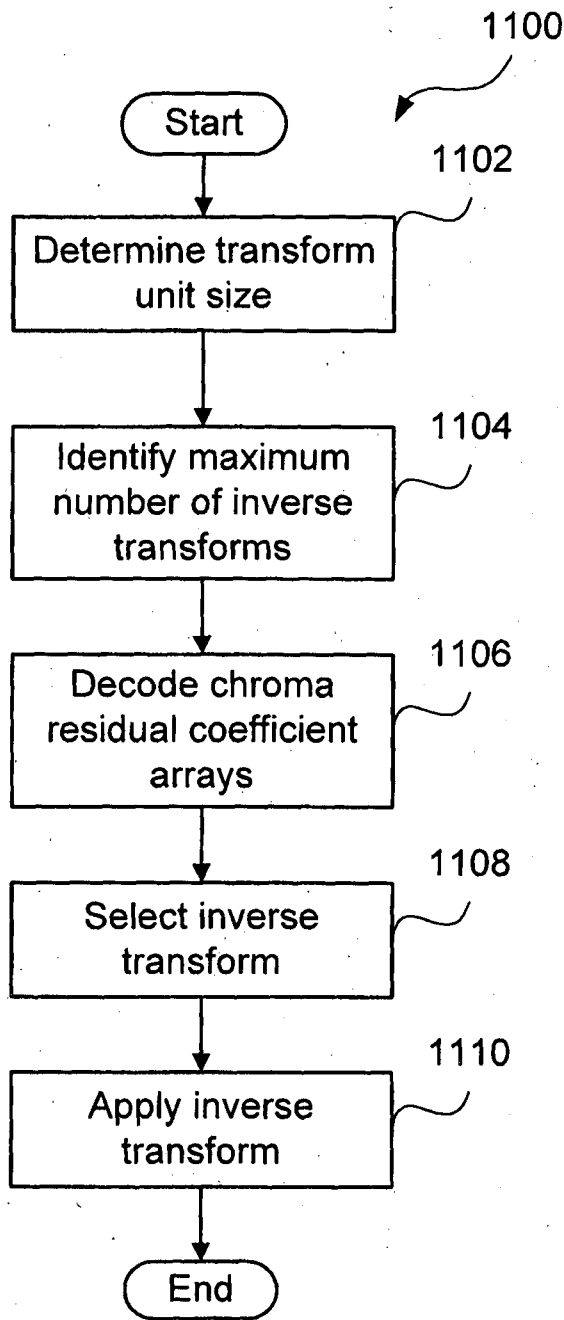 1100
Start
1102
Determine transform
unit size
1104
Identify maximum
number of inverse
transforms
1106
Decode chroma
residual coefficient
arrays
1108
Select inverse
transform
1110
Apply inverse
transform
End